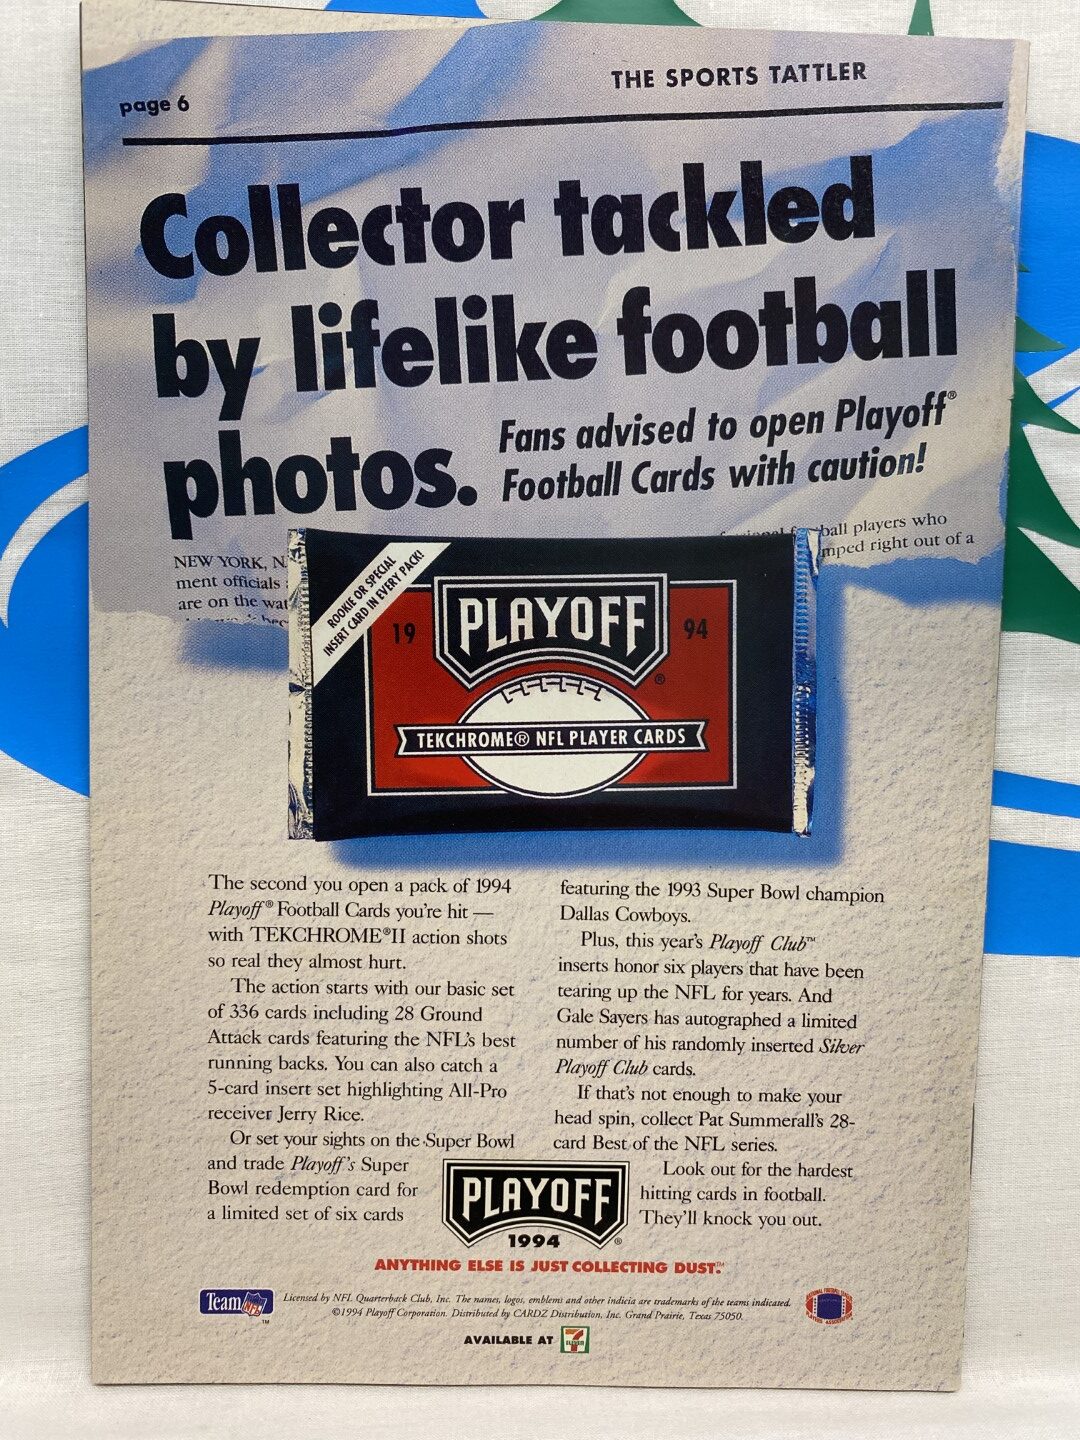 page 6
THE SPORTS TATTLER
Collector tackled
by lifelike football
photos.
Fans advised to open Playoff®
Football Cards with caution!
NEW YORK, N.
ment officials
are on the wat
ball players who
mped right out of a
ROOKIE OR SPECIAL
INSERT CARD IN EVERY PACK!
19 PLAYOFF® 94
TEKCHROME® NFL PLAYER CARDS
The second you open a pack of 1994
Playoff® Football Cards you're hit —
with TEKCHROME®II action shots
so real they almost hurt.
The action starts with our basic set
of 336 cards including 28 Ground
Attack cards featuring the NFL's best
running backs. You can also catch a
5-card insert set highlighting All-Pro
receiver Jerry Rice.
Or set your sights on the Super Bowl
and trade Playoff's Super
Bowl redemption card for
a limited set of six cards
featuring the 1993 Super Bowl champion
Dallas Cowboys.
Plus, this year's Playoff Club™
inserts honor six players that have been
tearing up the NFL for years. And
Gale Sayers has autographed a limited
number of his randomly inserted Silver
Playoff Club cards.
If that's not enough to make your
head spin, collect Pat Summerall's 28-
card Best of the NFL series.
Look out for the hardest
hitting cards in football.
They'll knock you out.
PLAYOFF
1994®
ANYTHING ELSE IS JUST COLLECTING DUST.™
Team NFL™
Licensed by NFL Quarterback Club, Inc. The names, logos, emblems and other indicia are trademarks of the teams indicated.
©1994 Playoff Corporation. Distributed by CARDZ Distribution, Inc. Grand Prairie, Texas 75050.
AVAILABLE AT 7 ELEVEN